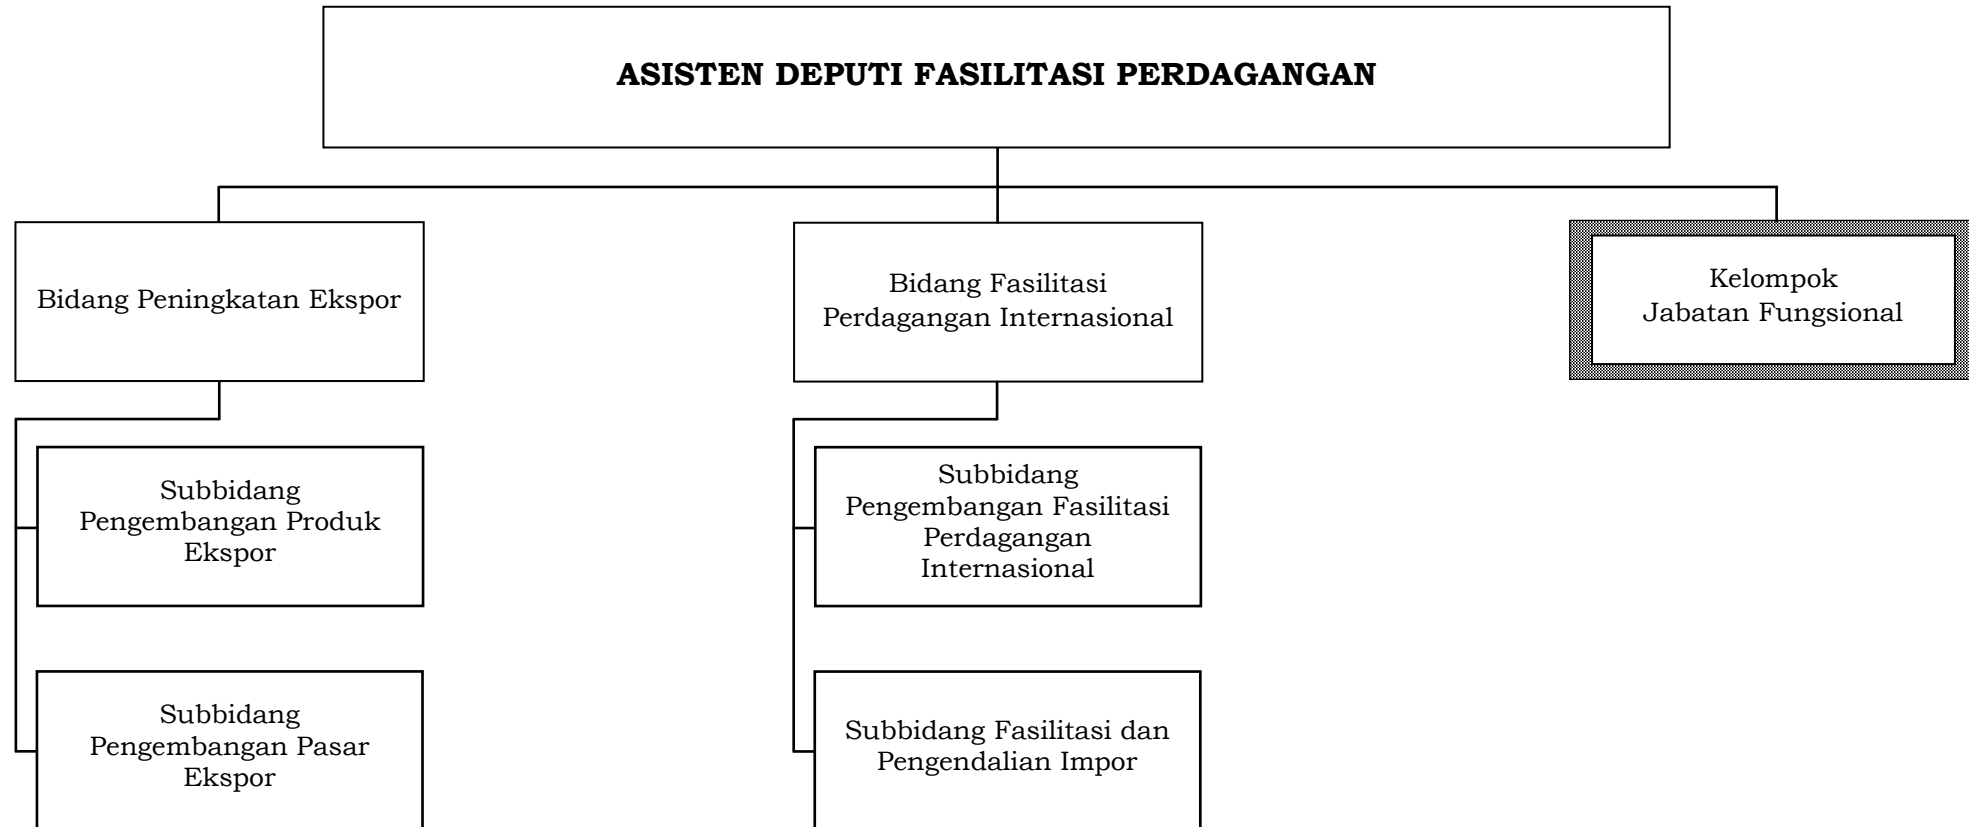 ASISTEN DEPUTI FASILITASI PERDAGANGAN
Bidang Peningkatan Ekspor
Bidang Fasilitasi
Perdagangan Internasional
Kelompok
Jabatan Fungsional
Subbidang
Pengembangan Produk
Ekspor
Subbidang
Pengembangan Fasilitasi
Perdagangan
Internasional
Subbidang
Pengembangan Pasar
Ekspor
Subbidang Fasilitasi dan
Pengendalian Impor